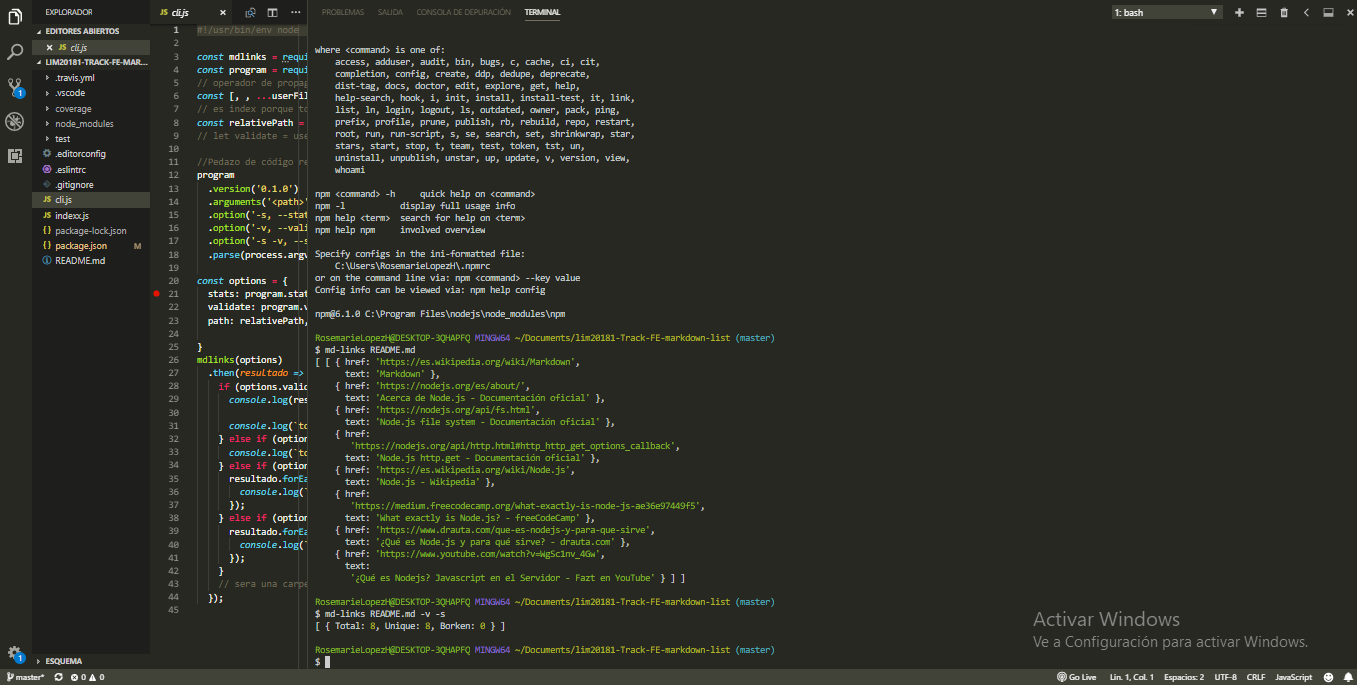 EXPLORADOR
EDITORES ABIERTOS
JS cli.js
LIM20181-TRACK-FE-MAR...
.travis.yml
.vscode
coverage
node_modules
test
.editorconfig
.eslintrc
.gitignore
JS cli.js
JS indexx.js
{} package-lock.json
{} package.json M
README.md
ESQUEMA
JS cli.js
1 #!/usr/bin/env node
2
3 const mdlinks = requi
4 const program = requi
5 // operador de propag
6 const [, , ...userFil
7 // es index porque to
8 const relativePath =
9 // let validate = use
10
11 //Pedazo de código re
12 program
13 .version('0.1.0')
14 .arguments('<path>'
15 .option('-s, --stat
16 .option('-v, --vali
17 .option('-s -v, --s
18 .parse(process.argv
19
20 const options = {
21 stats: program.stat
22 validate: program.v
23 path: relativePath,
24
25 }
26 mdlinks(options)
27 .then(resultado =>
28 if (options.valid
29 console.log(res
30
31 console.log(`to
32 } else if (option
33 console.log(`to
34 } else if (option
35 resultado.forEa
36 console.log(`
37 });
38 } else if (option
39 resultado.forEa
40 console.log(`
41 });
42 }
43 // sera una carpe
44 });
45
PROBLEMAS SALIDA CONSOLA DE DEPURACIÓN TERMINAL
1: bash
where <command> is one of:
access, adduser, audit, bin, bugs, c, cache, ci, cit,
completion, config, create, ddp, dedupe, deprecate,
dist-tag, docs, doctor, edit, explore, get, help,
help-search, hook, i, init, install, install-test, it, link,
list, ln, login, logout, ls, outdated, owner, pack, ping,
prefix, profile, prune, publish, rb, rebuild, repo, restart,
root, run, run-script, s, se, search, set, shrinkwrap, star,
stars, start, stop, t, team, test, token, tst, un,
uninstall, unpublish, unstar, up, update, v, version, view,
whoami
npm <command> -h quick help on <command>
npm -l display full usage info
npm help <term> search for help on <term>
npm help npm involved overview
Specify configs in the ini-formatted file:
C:\Users\RosemarieLopezH\.npmrc
or on the command line via: npm <command> --key value
Config info can be viewed via: npm help config
npm@6.1.0 C:\Program Files\nodejs\node_modules\npm
RosemarieLopezH@DESKTOP-3QHAPFQ MINGW64 ~/Documents/lim20181-Track-FE-markdown-list (master)
$ md-links README.md
[ [ { href: 'https://es.wikipedia.org/wiki/Markdown',
text: 'Markdown' },
{ href: 'https://nodejs.org/es/about/',
text: 'Acerca de Node.js - Documentación oficial' },
{ href: 'https://nodejs.org/api/fs.html',
text: 'Node.js file system - Documentación oficial' },
{ href:
'https://nodejs.org/api/http.html#http_http_get_options_callback',
text: 'Node.js http.get - Documentación oficial' },
{ href: 'https://es.wikipedia.org/wiki/Node.js',
text: 'Node.js - Wikipedia' },
{ href:
'https://medium.freecodecamp.org/what-exactly-is-node-js-ae36e97449f5',
text: 'What exactly is Node.js? - freeCodeCamp' },
{ href: 'https://www.drauta.com/que-es-nodejs-y-para-que-sirve',
text: '¿Qué es Node.js y para qué sirve? - drauta.com' },
{ href: 'https://www.youtube.com/watch?v=WgSc1nv_4Gw',
text:
'¿Qué es Nodejs? Javascript en el Servidor - Fazt en YouTube' } ] ]
RosemarieLopezH@DESKTOP-3QHAPFQ MINGW64 ~/Documents/lim20181-Track-FE-markdown-list (master)
$ md-links README.md -v -s
[ { Total: 8, Unique: 8, Borken: 0 } ]
RosemarieLopezH@DESKTOP-3QHAPFQ MINGW64 ~/Documents/lim20181-Track-FE-markdown-list (master)
$
Activar Windows
Ve a Configuración para activar Windows.
1
1
master* 0 0
Go Live Lín. 1, Col. 1 Espacios: 2 UTF-8 CRLF JavaScript